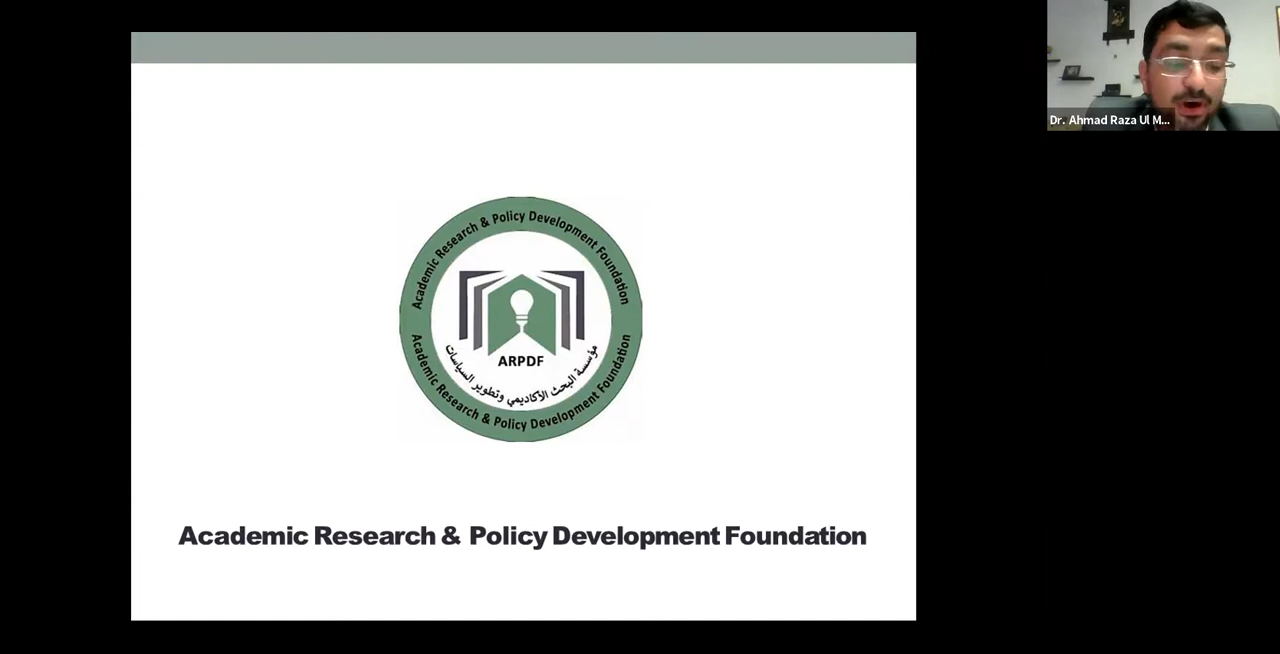 Dr. Ahmad Raza Ul M...
Academic Research & Policy Development Foundation
ARPDF
مؤسسة البحث الأكاديمي وتطوير السياسات
Academic Research & Policy Development Foundation
Academic Research & Policy Development Foundation